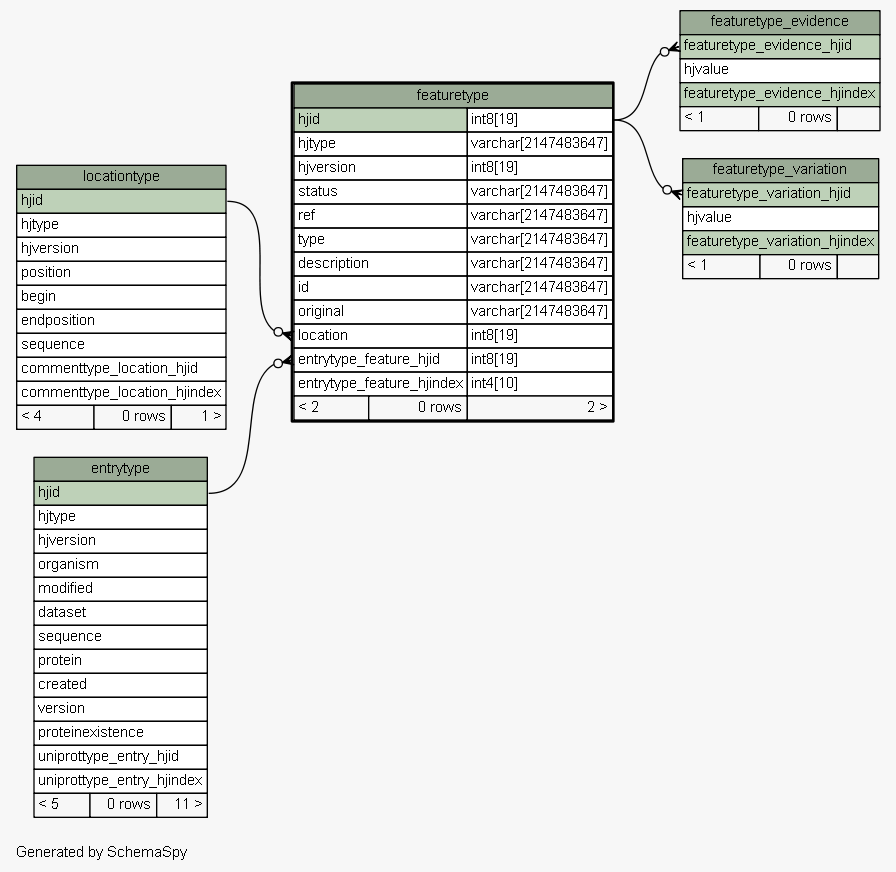 featuretype_evidence
featuretype_evidence_hjid
hjvalue
featuretype_evidence_hjindex
< 1 0 rows
featuretype
hjid int8[19]
hjtype varchar[2147483647]
hjversion int8[19]
status varchar[2147483647]
ref varchar[2147483647]
type varchar[2147483647]
description varchar[2147483647]
id varchar[2147483647]
original varchar[2147483647]
location int8[19]
entrytype_feature_hjid int8[19]
entrytype_feature_hjindex int4[10]
< 2 0 rows 2 >
featuretype_variation
featuretype_variation_hjid
hjvalue
featuretype_variation_hjindex
< 1 0 rows
locationtype
hjid
hjtype
hjversion
position
begin
endposition
sequence
commenttype_location_hjid
commenttype_location_hjindex
< 4 0 rows 1 >
entrytype
hjid
hjtype
hjversion
organism
modified
dataset
sequence
protein
created
version
proteinexistence
uniprottype_entry_hjid
uniprottype_entry_hjindex
< 5 0 rows 11 >
Generated by SchemaSpy